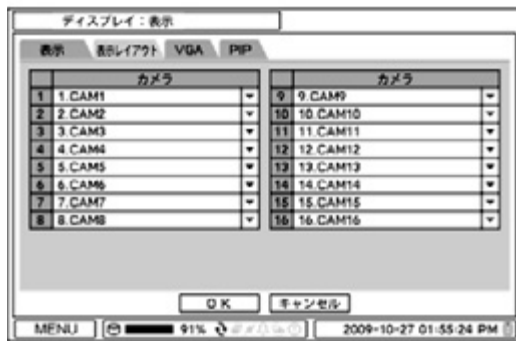 ディスプレイ：表示
表示 表示レイアウト VGA PIP
カメラ カメラ
1 1.CAM1 9 9.CAM9
2 2.CAM2 10 10.CAM10
3 3.CAM3 11 11.CAM11
4 4.CAM4 12 12.CAM12
5 5.CAM5 13 13.CAM13
6 6.CAM6 14 14.CAM14
7 7.CAM7 15 15.CAM15
8 8.CAM8 16 16.CAM16
OK キャンセル
MENU 91% 2009-10-27 01:55:24 PM